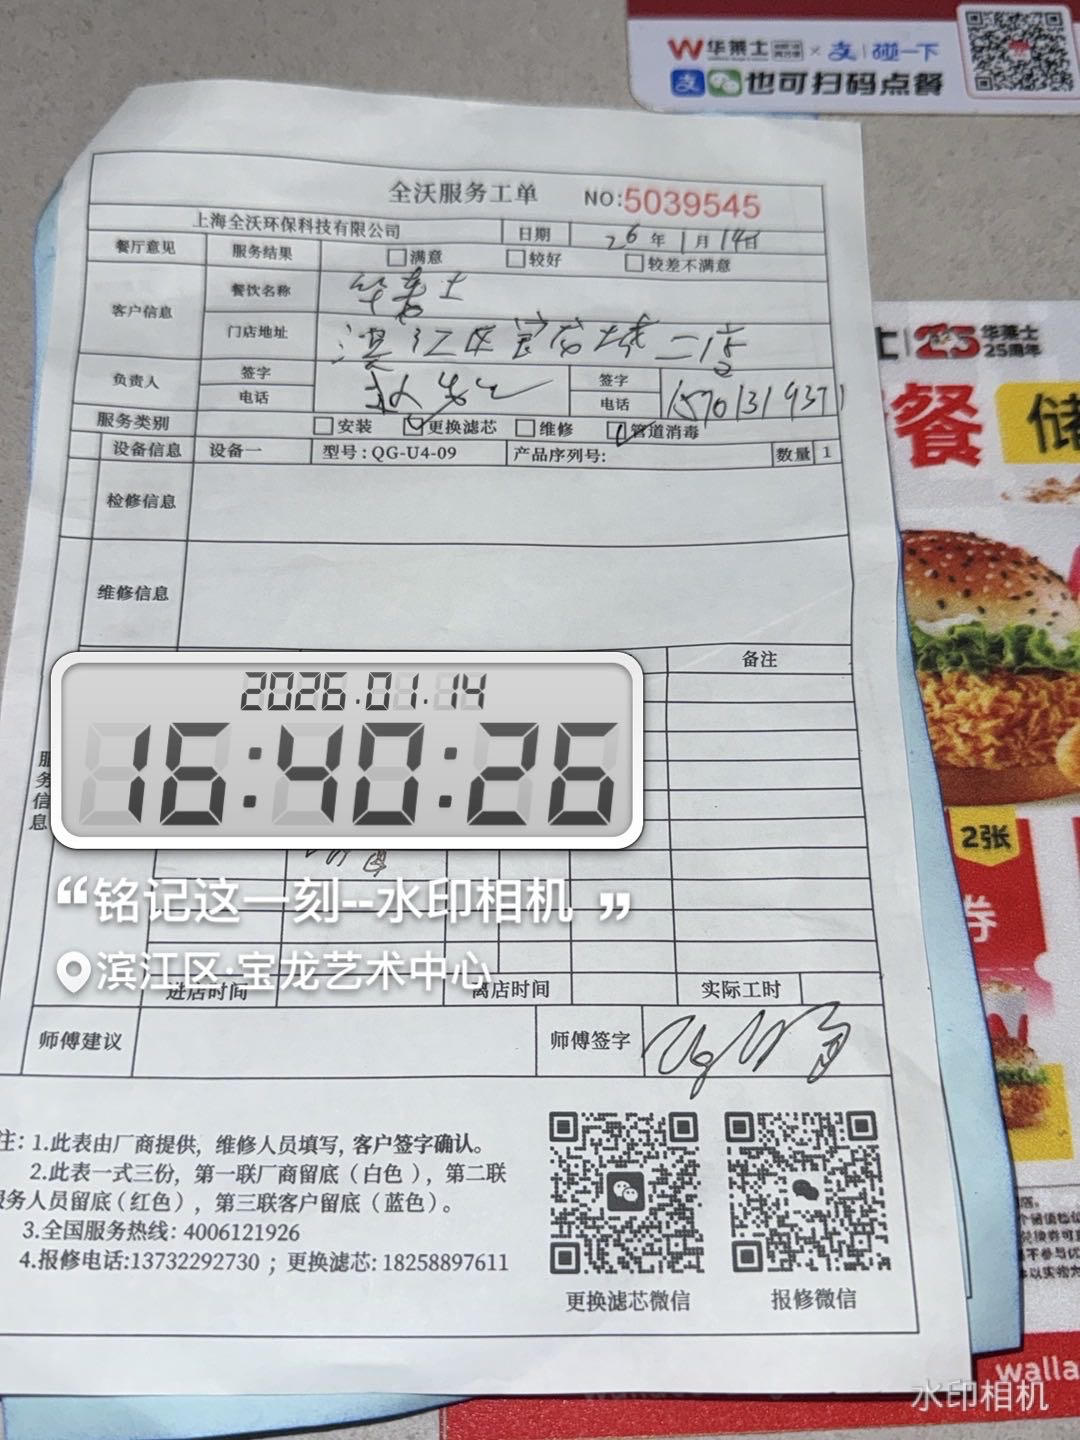 W 华莱士 × 支 | 碰一下
支 也可扫码点餐
全沃服务工单 NO:5039545
上海全沃环保科技有限公司 日期 26 年 1 月 14 日
餐厅意见 服务结果 满意 较好 较差不满意
客户信息 餐饮名称 华莱士
门店地址 滨江区宝龙城二店
负责人 签字 签字
电话 电话 15701319371
服务类别 安装 更换滤芯 维修 管道消毒
设备信息 设备一 型号:QG-U4-09 产品序列号: 数量 1
检修信息
维修信息
备注
服务信息
2026.01.14
16:40:26
“铭记这一刻--水印相机”
滨江区·宝龙艺术中心
进店时间 离店时间 实际工时
师傅建议 师傅签字
注：1.此表由厂商提供，维修人员填写，客户签字确认。
2.此表一式三份，第一联厂商留底（白色），第二联
服务人员留底（红色），第三联客户留底（蓝色）。
3.全国服务热线：4006121926
4.报修电话:13732292730 ；更换滤芯: 18258897611
更换滤芯微信 报修微信
士 | 25 华莱士
25周年
餐 储
2张
券
walla
水印相机